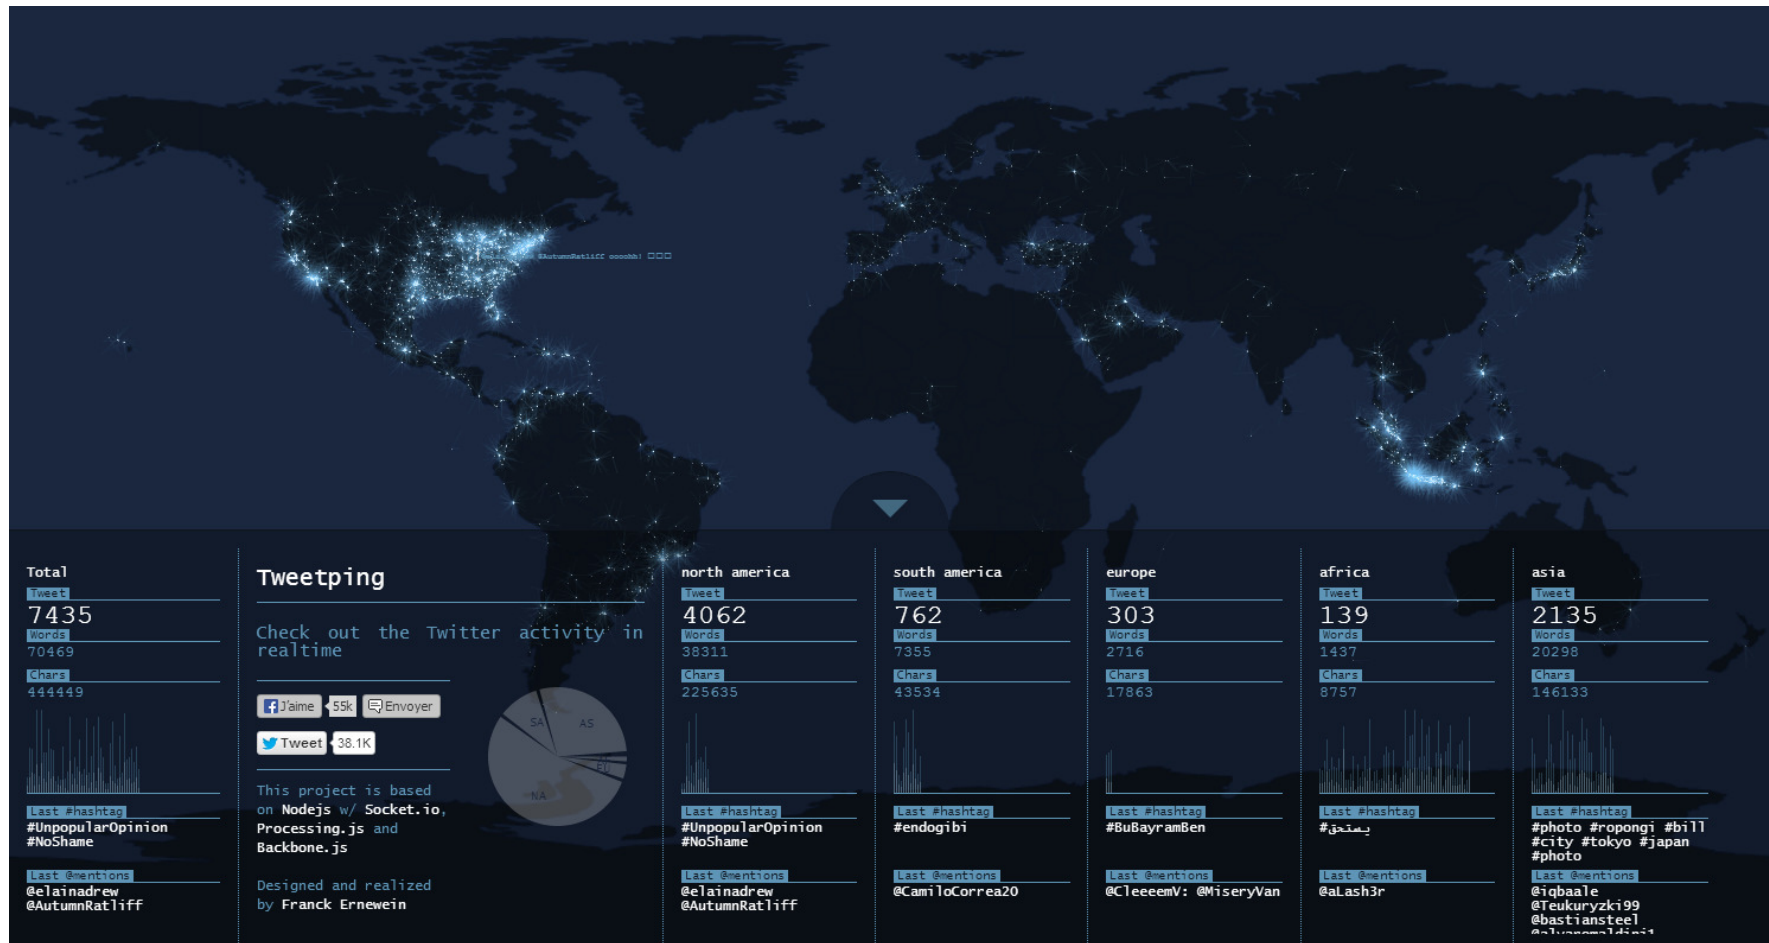 @AutumnRatliff oooohh! □□□
Total
Tweet
7435
Words
70469
Chars
444449
Last #hashtag
#UnpopularOpinion
#NoShame
Last @mentions
@elainadrew
@AutumnRatliff
Tweetping
Check out the Twitter activity in
realtime
J'aime 55k Envoyer
Tweet 38.1K
This project is based
on Nodejs w/ Socket.io,
Processing.js and
Backbone.js
Designed and realized
by Franck Ernewein
SA AS
EU
NA
north america
Tweet
4062
Words
38311
Chars
225635
Last #hashtag
#UnpopularOpinion
#NoShame
Last @mentions
@elainadrew
@AutumnRatliff
south america
Tweet
762
Words
7355
Chars
43534
Last #hashtag
#endogibi
Last @mentions
@CamiloCorrea20
europe
Tweet
303
Words
2716
Chars
17863
Last #hashtag
#BuBayramBen
Last @mentions
@CleeeemV: @MiseryVan
africa
Tweet
139
Words
1437
Chars
8757
Last #hashtag
#يستحق
Last @mentions
@aLash3r
asia
Tweet
2135
Words
20298
Chars
146133
Last #hashtag
#photo #ropongi #bill
#city #tokyo #japan
#photo
Last @mentions
@iqbaale
@Teukuryzki99
@bastiansteel
@alvaromaldini1